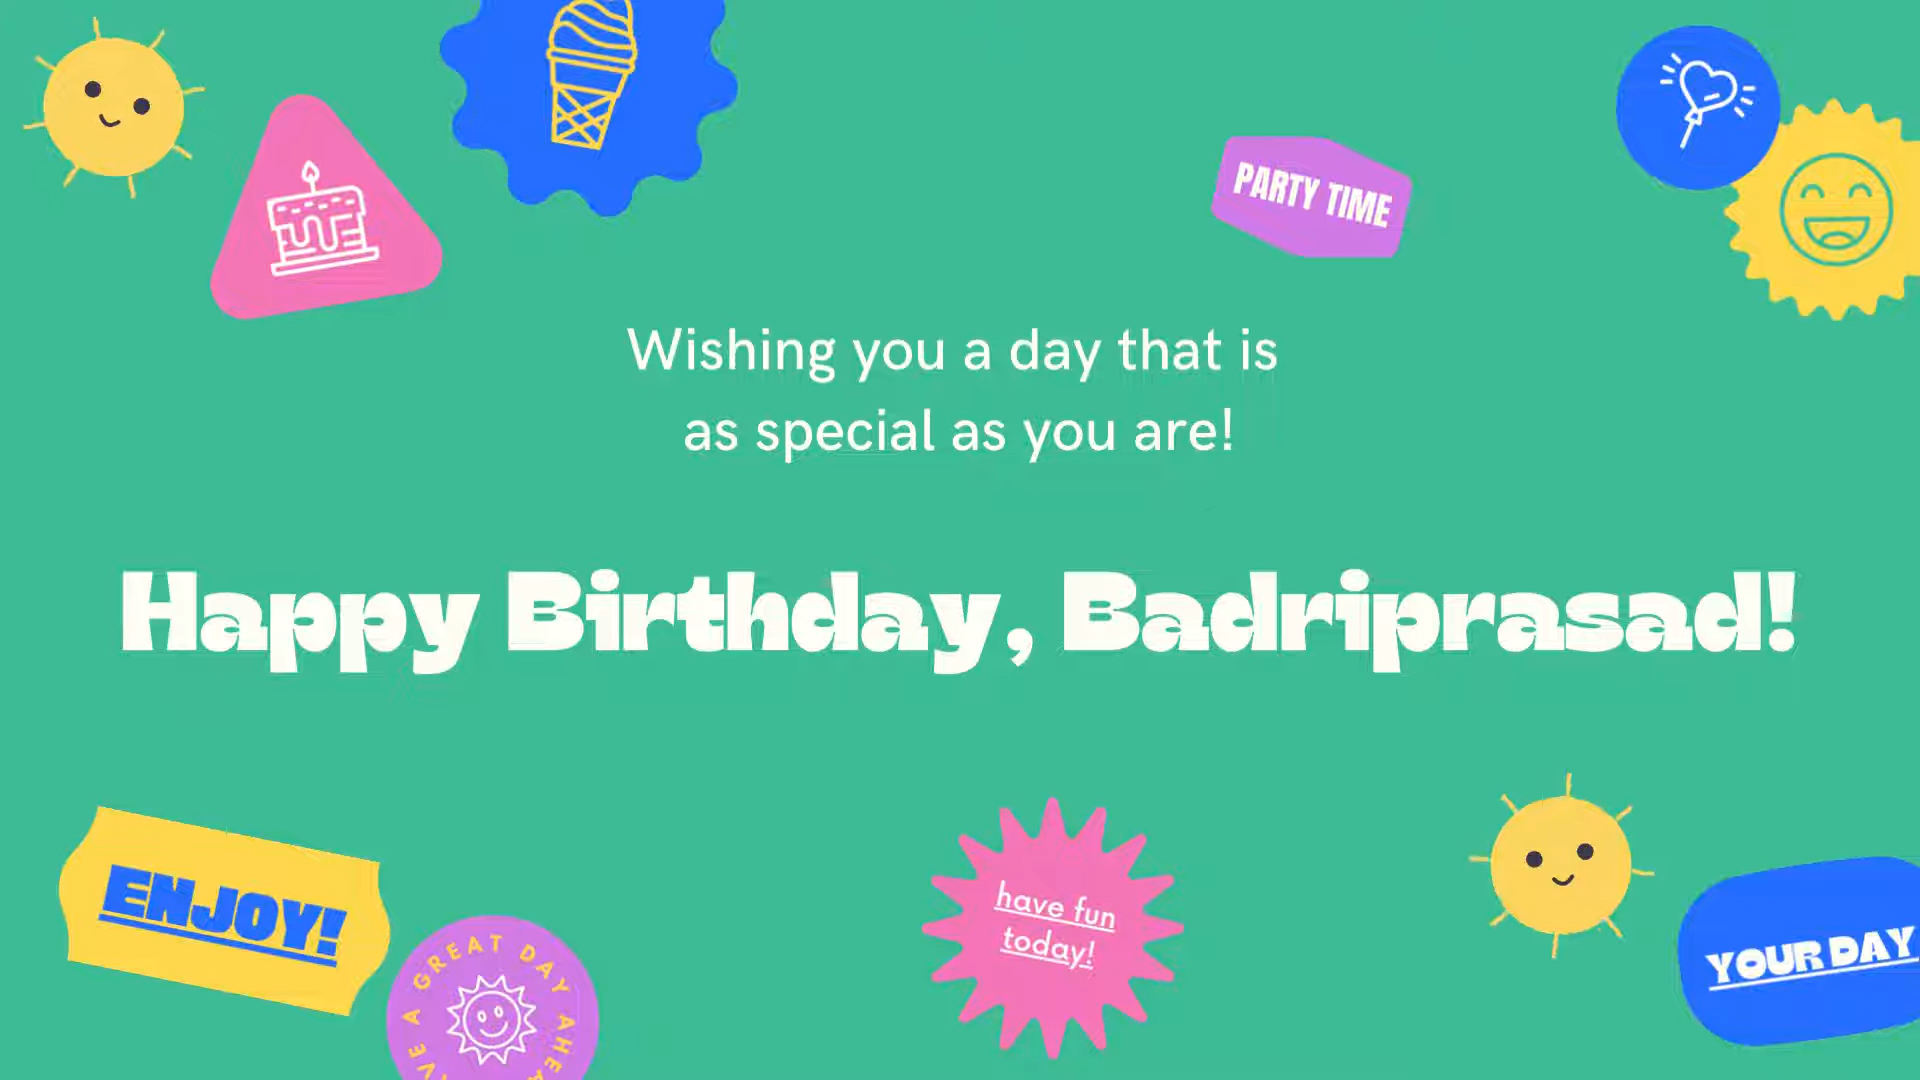 PARTY TIME
Wishing you a day that is
as special as you are!
Happy Birthday, Badriprasad!
ENJOY!
A GREAT DAY
have fun
today!
YOUR DAY